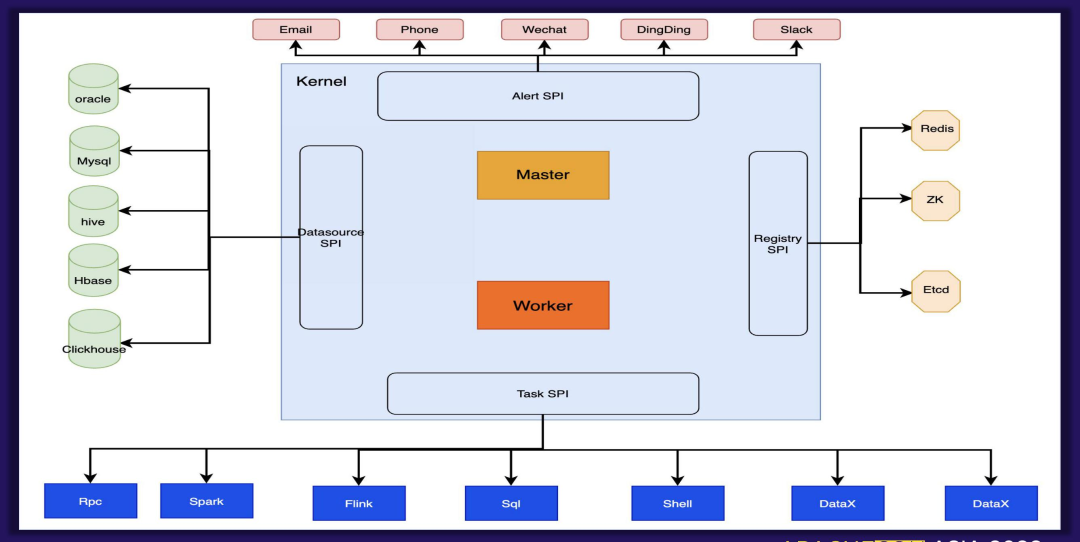 Email
Phone
Wechat
DingDing
Slack
Kernel
Alert SPI
oracle
Mysql
hive
Hbase
Clickhouse
Datasource
SPI
Master
Worker
Registry
SPI
Redis
ZK
Etcd
Task SPI
Rpc
Spark
Flink
Sql
Shell
DataX
DataX